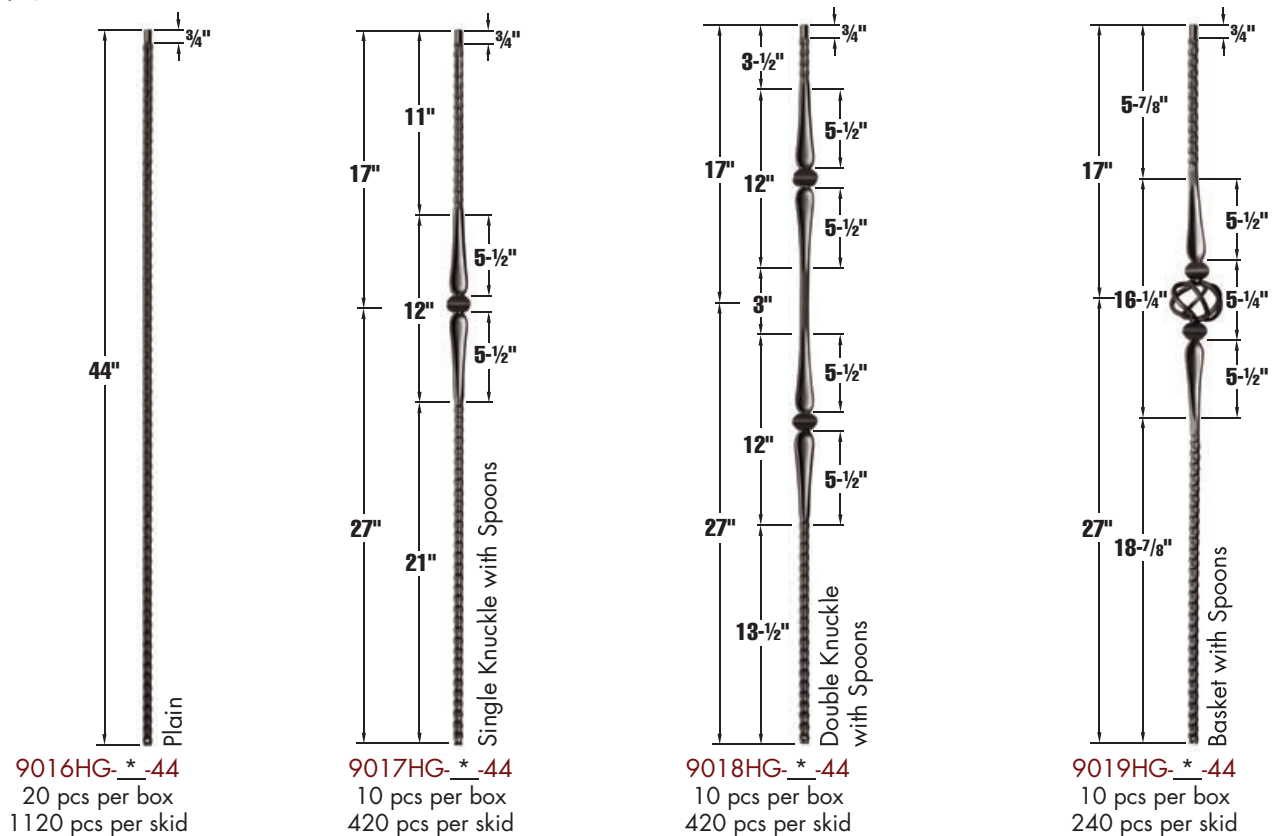 44"
¾"
Plain
9016HG-_*_-44
20 pcs per box
1120 pcs per skid
¾"
11"
17"
5-½"
12"
5-½"
27"
21"
Single Knuckle with Spoons
9017HG-_*_-44
10 pcs per box
420 pcs per skid
¾"
3-½"
5-½"
17"
12"
5-½"
3"
5-½"
12"
5-½"
27"
13-½"
Double Knuckle
with Spoons
9018HG-_*_-44
10 pcs per box
420 pcs per skid
¾"
5-⅞"
17"
5-½"
16-¼"
5-¼"
5-½"
27"
18-⅞"
Basket with Spoons
9019HG-_*_-44
10 pcs per box
240 pcs per skid